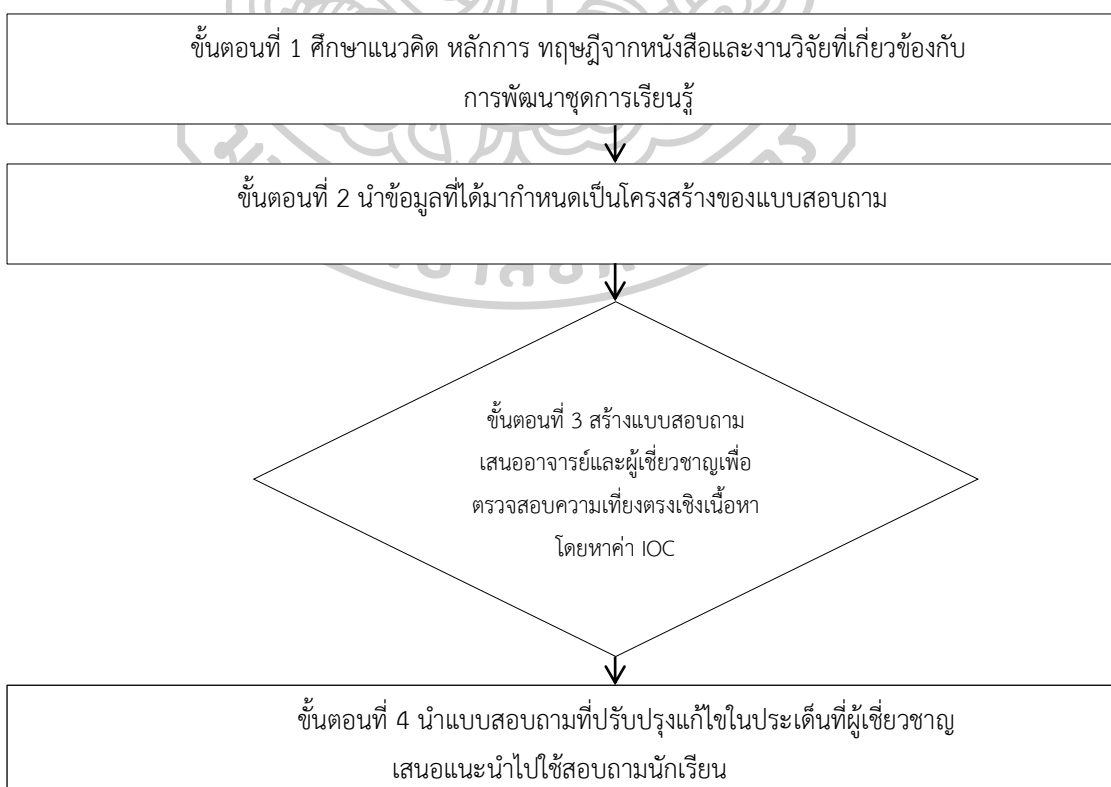 ขั้นตอนที่ 1 ศึกษาแนวคิด หลักการ ทฤษฎีจากหนังสือและงานวิจัยที่เกี่ยวข้องกับ
การพัฒนาชุดการเรียนรู้
ขั้นตอนที่ 2 นำข้อมูลที่ได้มากำหนดเป็นโครงสร้างของแบบสอบถาม
ขั้นตอนที่ 3 สร้างแบบสอบถาม
เสนออาจารย์และผู้เชี่ยวชาญเพื่อ
ตรวจสอบความเที่ยงตรงเชิงเนื้อหา
โดยหาค่า IOC
ขั้นตอนที่ 4 นำแบบสอบถามที่ปรับปรุงแก้ไขในประเด็นที่ผู้เชี่ยวชาญ
เสนอแนะนำไปใช้สอบถามนักเรียน